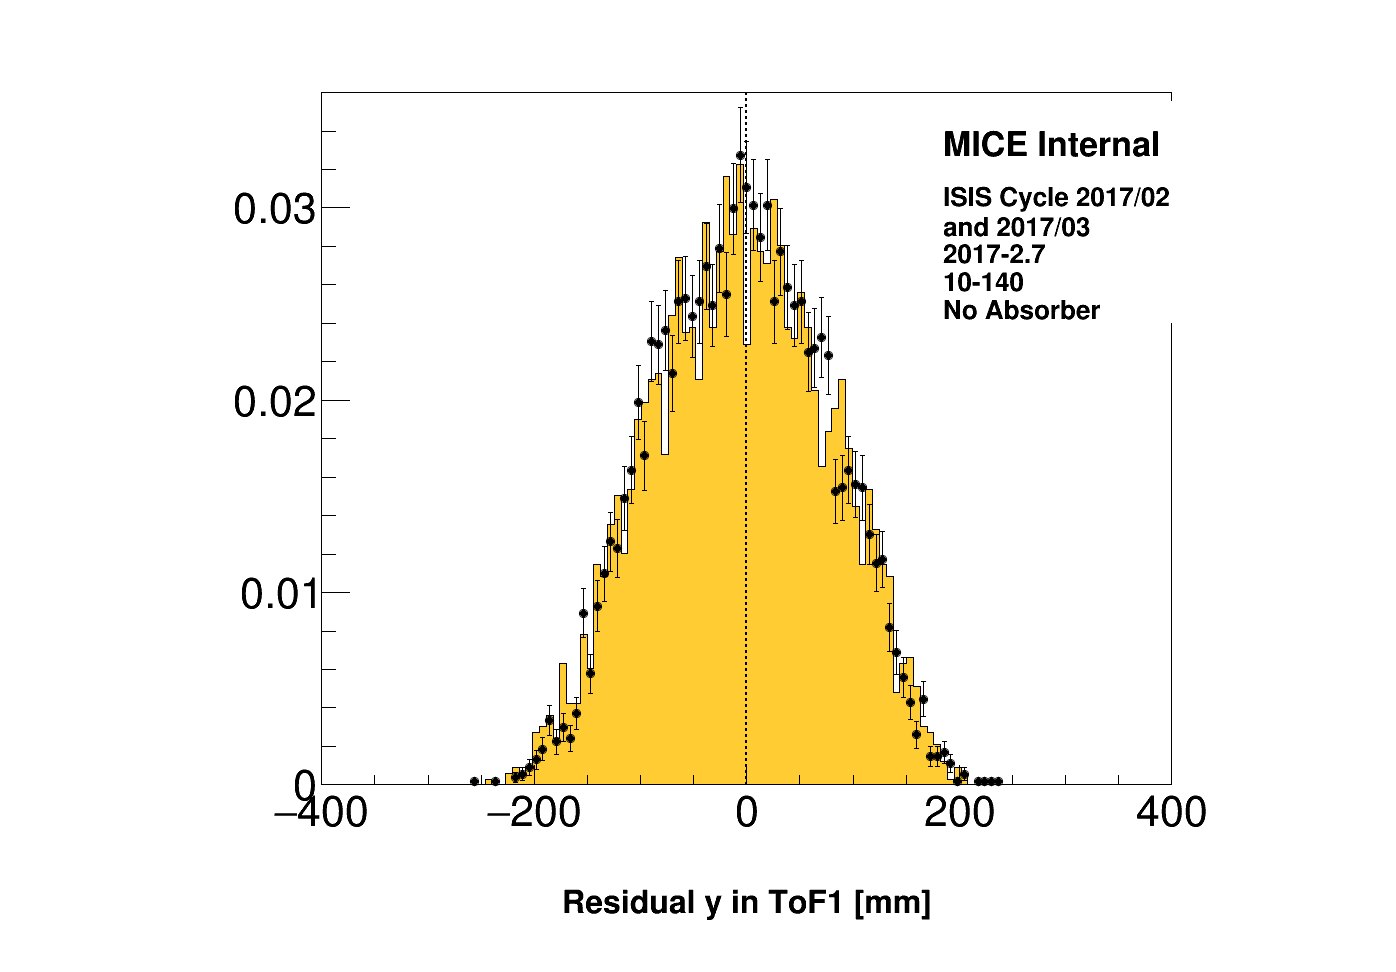 MICE Internal
ISIS Cycle 2017/02
and 2017/03
2017-2.7
10-140
No Absorber
0.03
0.02
0.01
0
−400 −200 0 200 400
Residual y in ToF1 [mm]